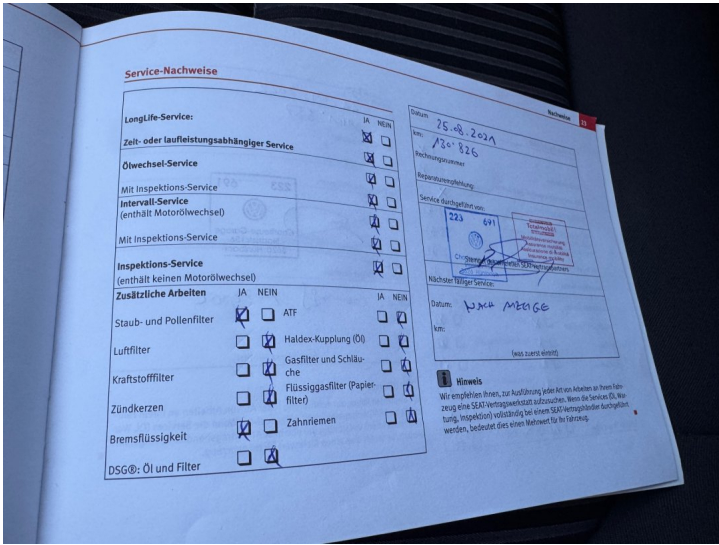 Service-Nachweise
Nachweise 23
LongLife-Service:
JA NEIN
Zeit- oder laufleistungsabhängiger Service
Ölwechsel-Service
Mit Inspektions-Service
Intervall-Service
(enthält Motorölwechsel)
Mit Inspektions-Service
Inspektions-Service
(enthält keinen Motorölwechsel)
Zusätzliche Arbeiten JA NEIN JA NEIN
Staub- und Pollenfilter
Luftfilter
Kraftstofffilter
Zündkerzen
Bremsflüssigkeit
DSG®: Öl und Filter
ATF
Haldex-Kupplung (Öl)
Gasfilter und Schläu-
che
Flüssiggasfilter (Papier-
filter)
Zahnriemen
Datum 25.08.2021
km: 130'826
Rechnungsnummer
Reparaturempfehlung:
Service durchgeführt von:
223 691
Totalmobil!
Stempel des SEAT-Vertragspartners
Nächster fälliger Service:
Datum: NACH ANZEIGE
km:
(was zuerst eintritt)
Hinweis
Wir empfehlen Ihnen, zur Ausführung jeder Art von Arbeiten an Ihrem Fahr-
zeug eine SEAT-Vertragswerkstatt aufzusuchen. Wenn die Services (Öl, War-
tung, Inspektion) vollständig bei einem SEAT-Vertragshändler durchgeführt
werden, bedeutet dies einen Mehrwert für Ihr Fahrzeug.